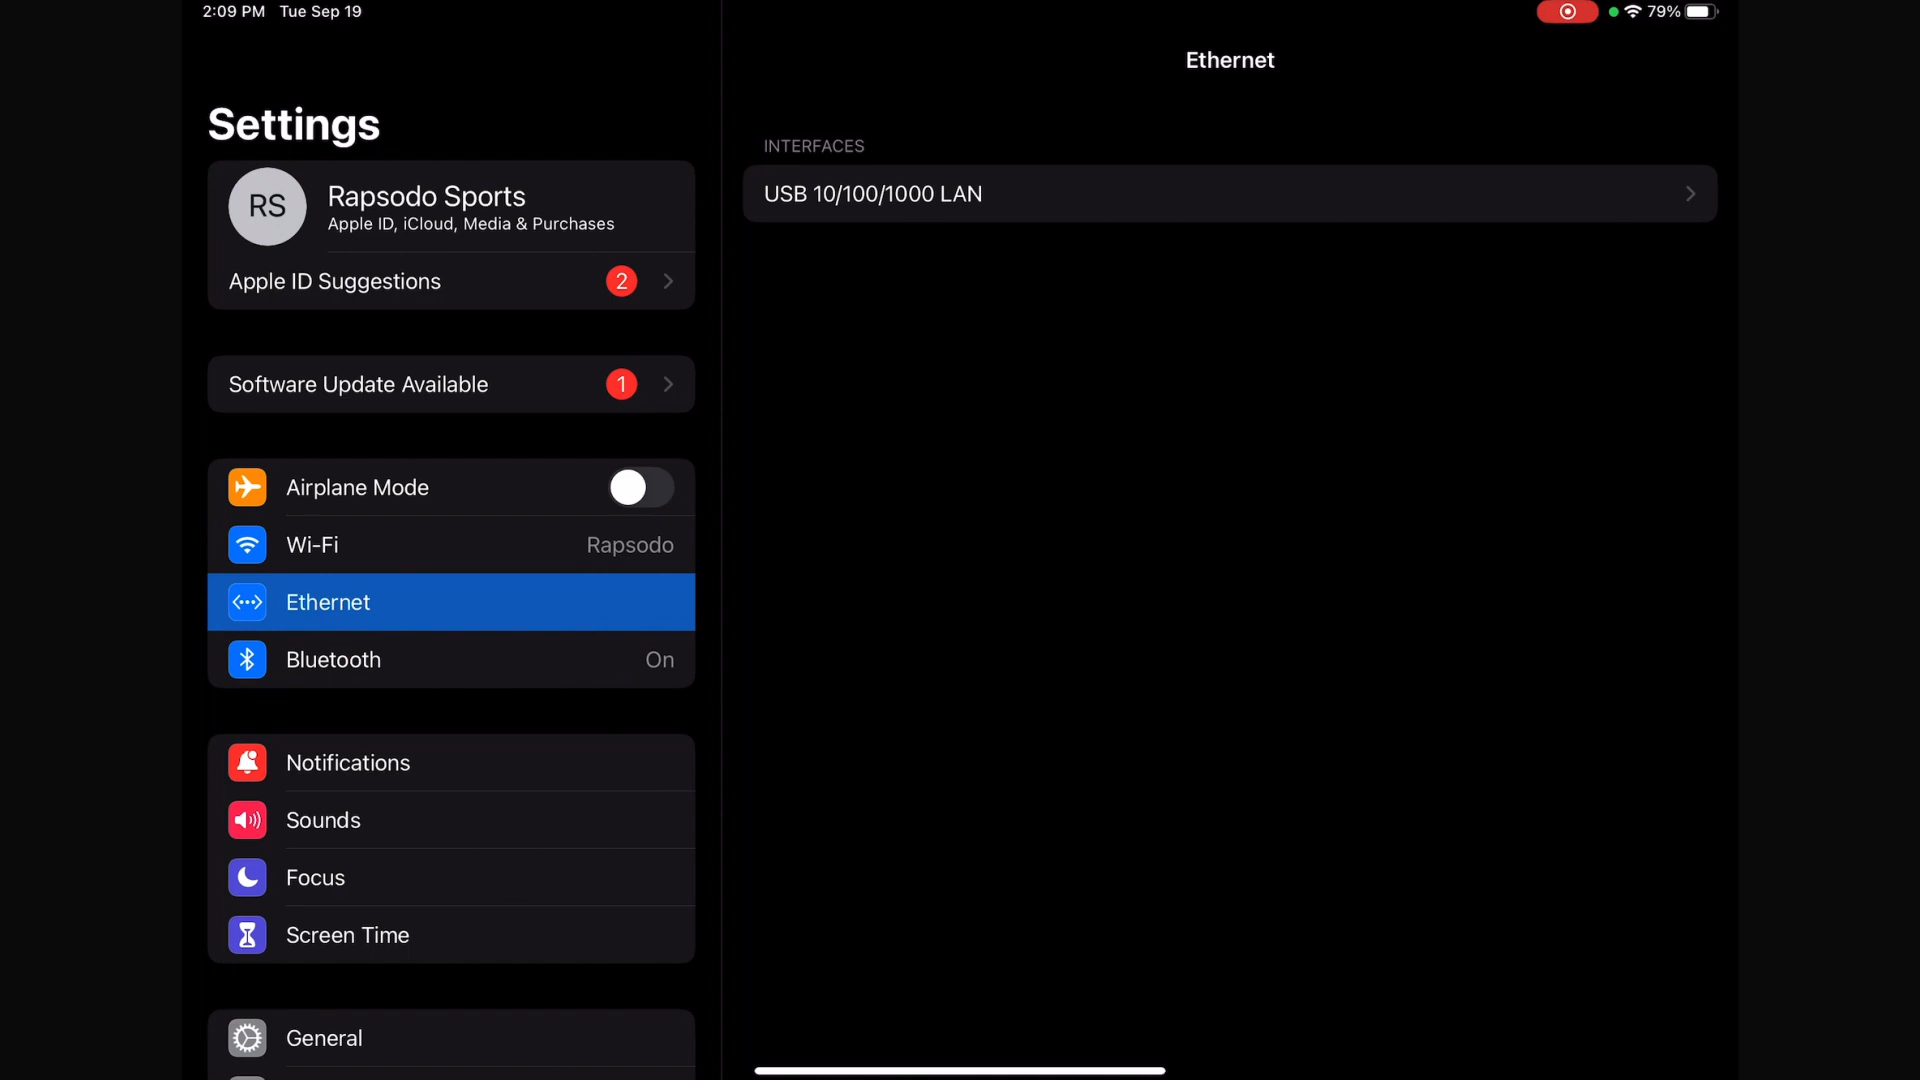 2:09 PM Tue Sep 19
79%
Settings
RS
Rapsodo Sports
Apple ID, iCloud, Media & Purchases
Apple ID Suggestions 2
Software Update Available 1
Airplane Mode
Wi-Fi Rapsodo
Ethernet
Bluetooth On
Notifications
Sounds
Focus
Screen Time
General
Ethernet
INTERFACES
USB 10/100/1000 LAN